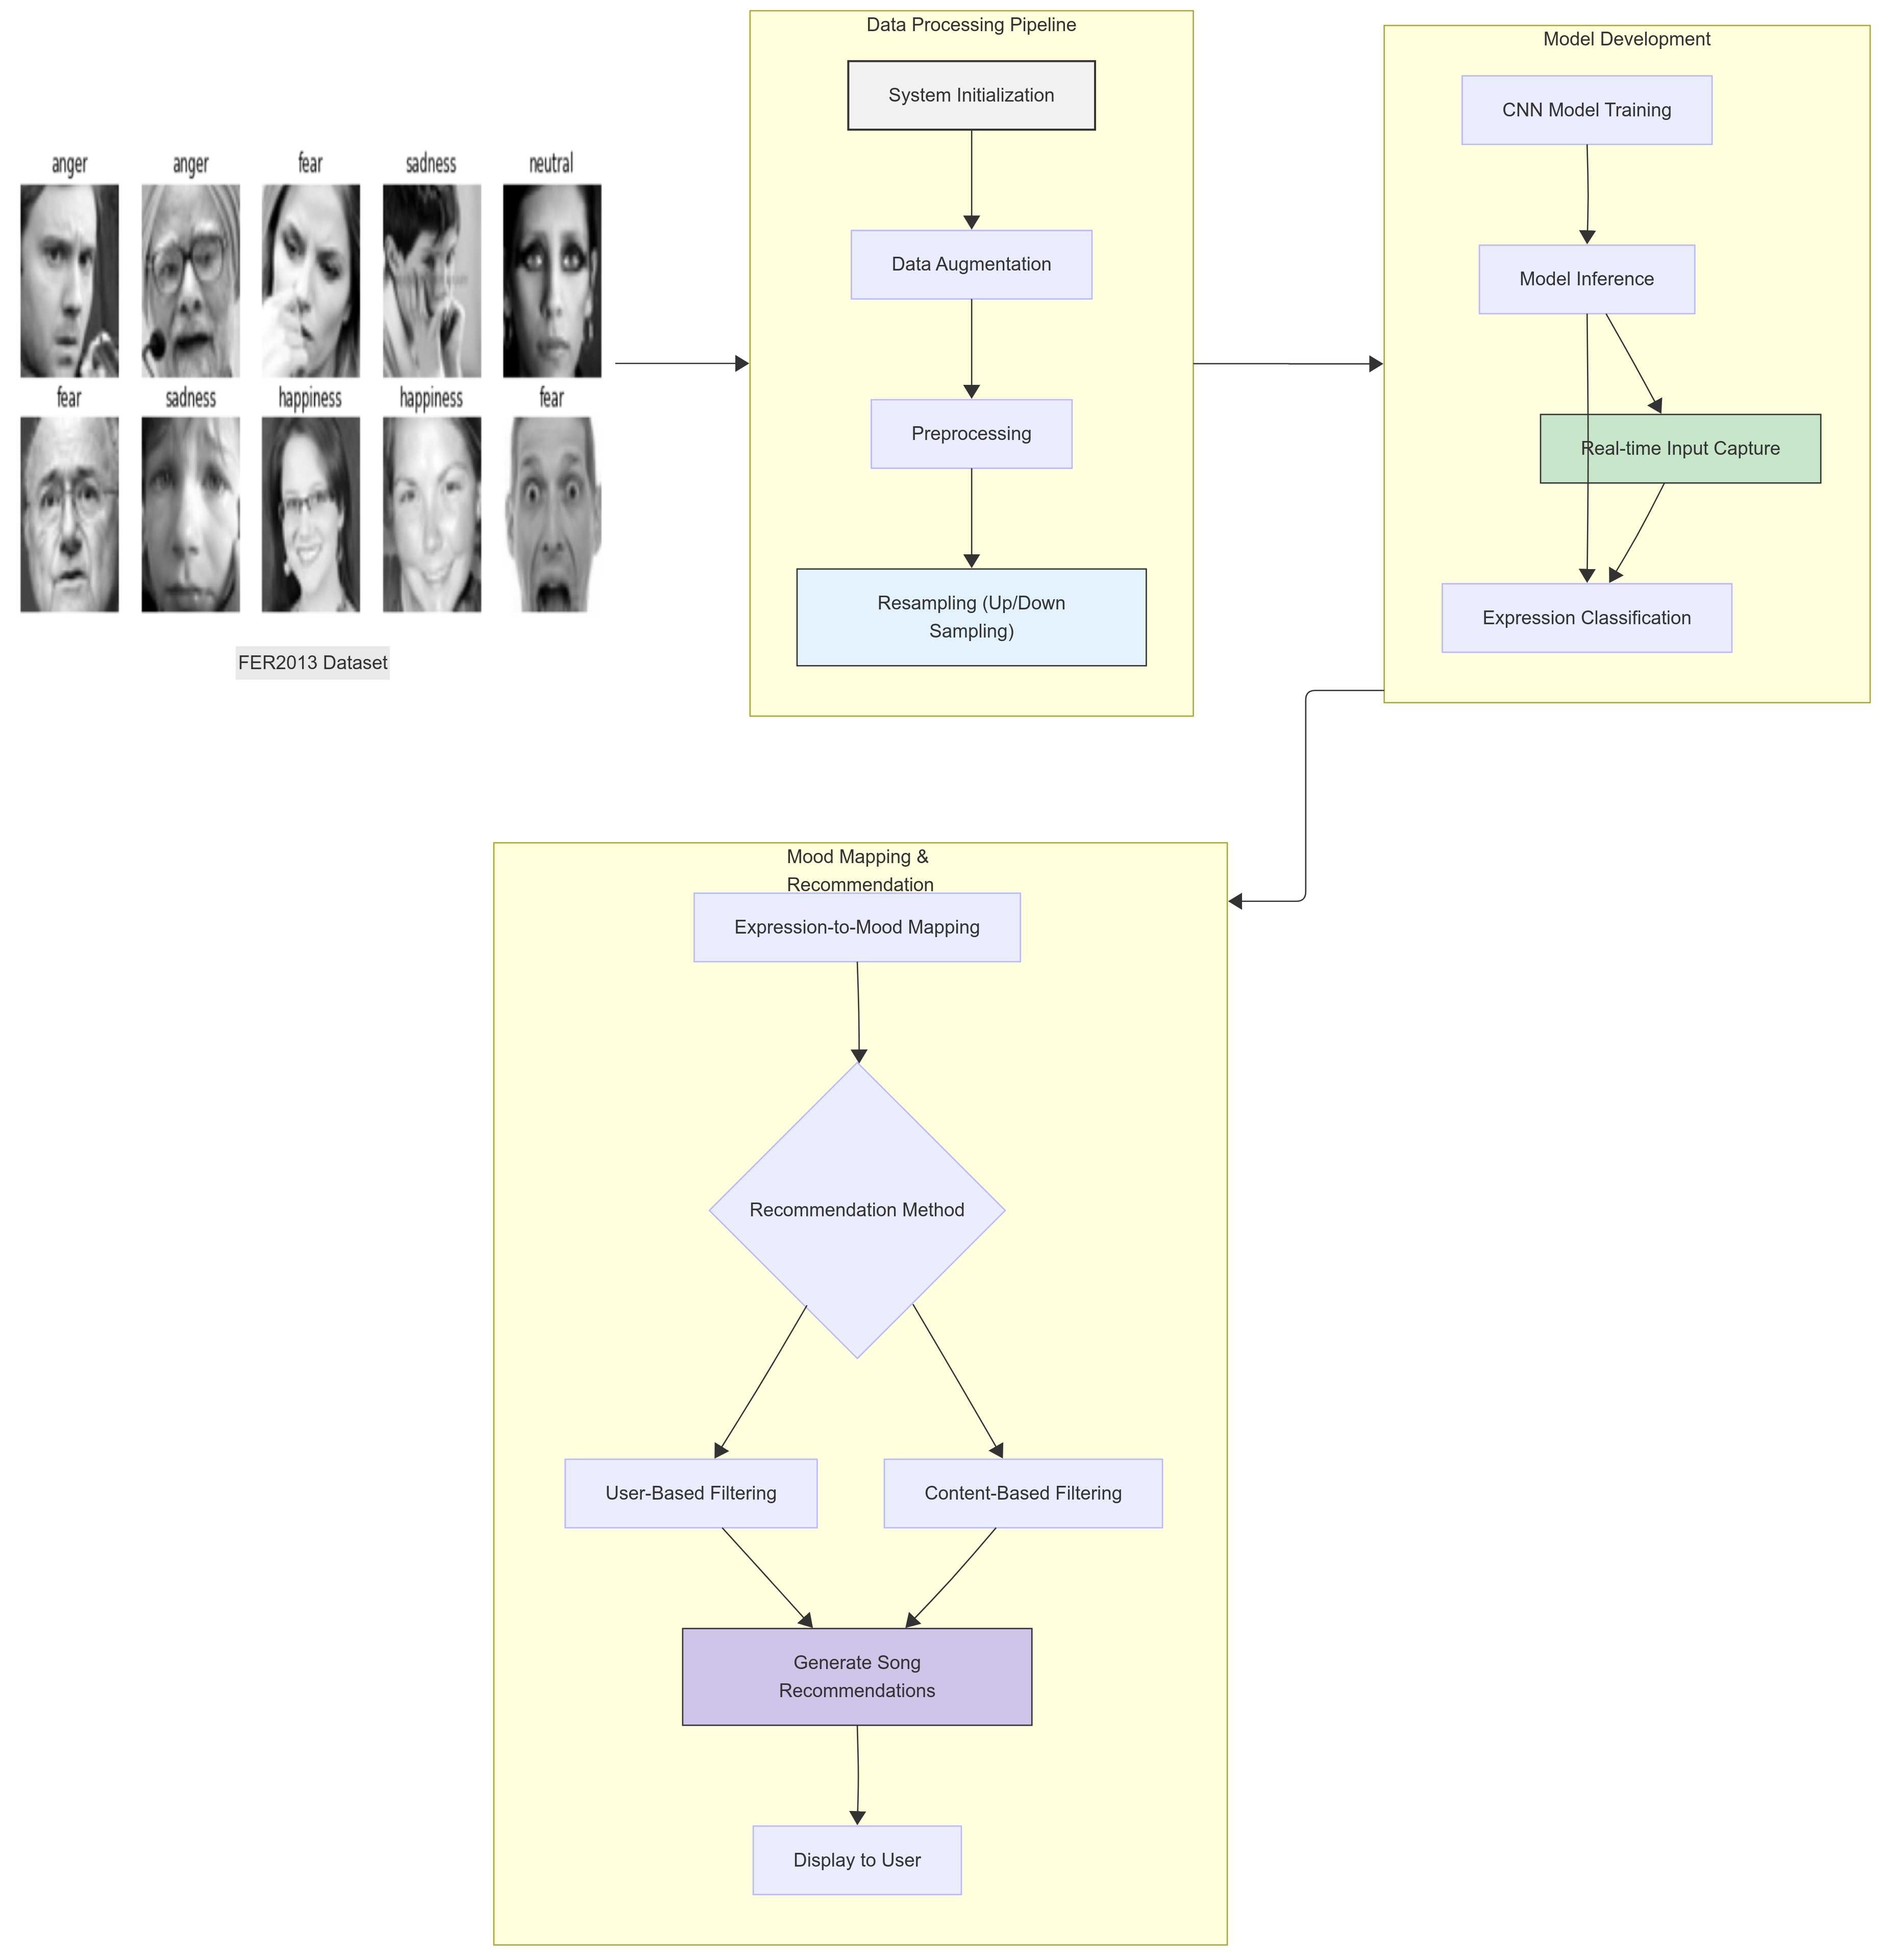 anger
anger
fear
sadness
neutral
fear
sadness
happiness
happiness
fear
FER2013 Dataset
Data Processing Pipeline
System Initialization
Data Augmentation
Preprocessing
Resampling (Up/Down
Sampling)
Model Development
CNN Model Training
Model Inference
Real-time Input Capture
Expression Classification
Mood Mapping &
Recommendation
Expression-to-Mood Mapping
Recommendation Method
User-Based Filtering
Content-Based Filtering
Generate Song
Recommendations
Display to User